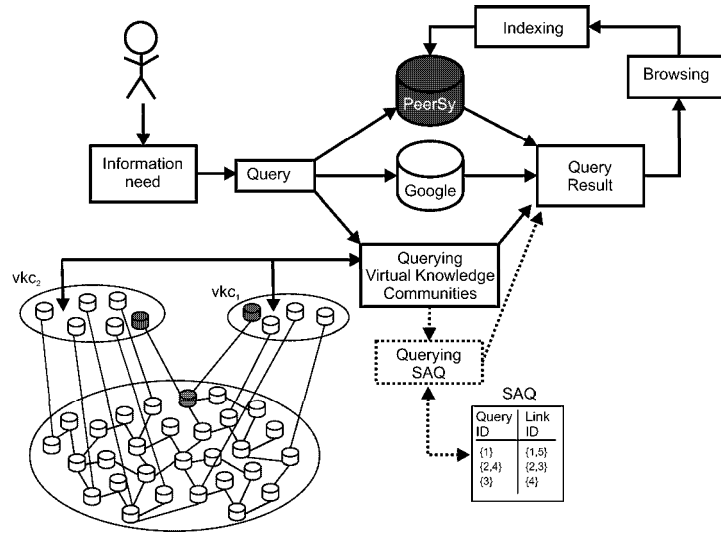 Indexing
Browsing
PeerSy
Information
need
Query
Google
Query
Result
Querying
Virtual Knowledge
Communities
vkc2
vkc1
Querying
SAQ
SAQ
Query Link
ID ID
{1} {1,5}
{2,4} {2,3}
{3} {4}